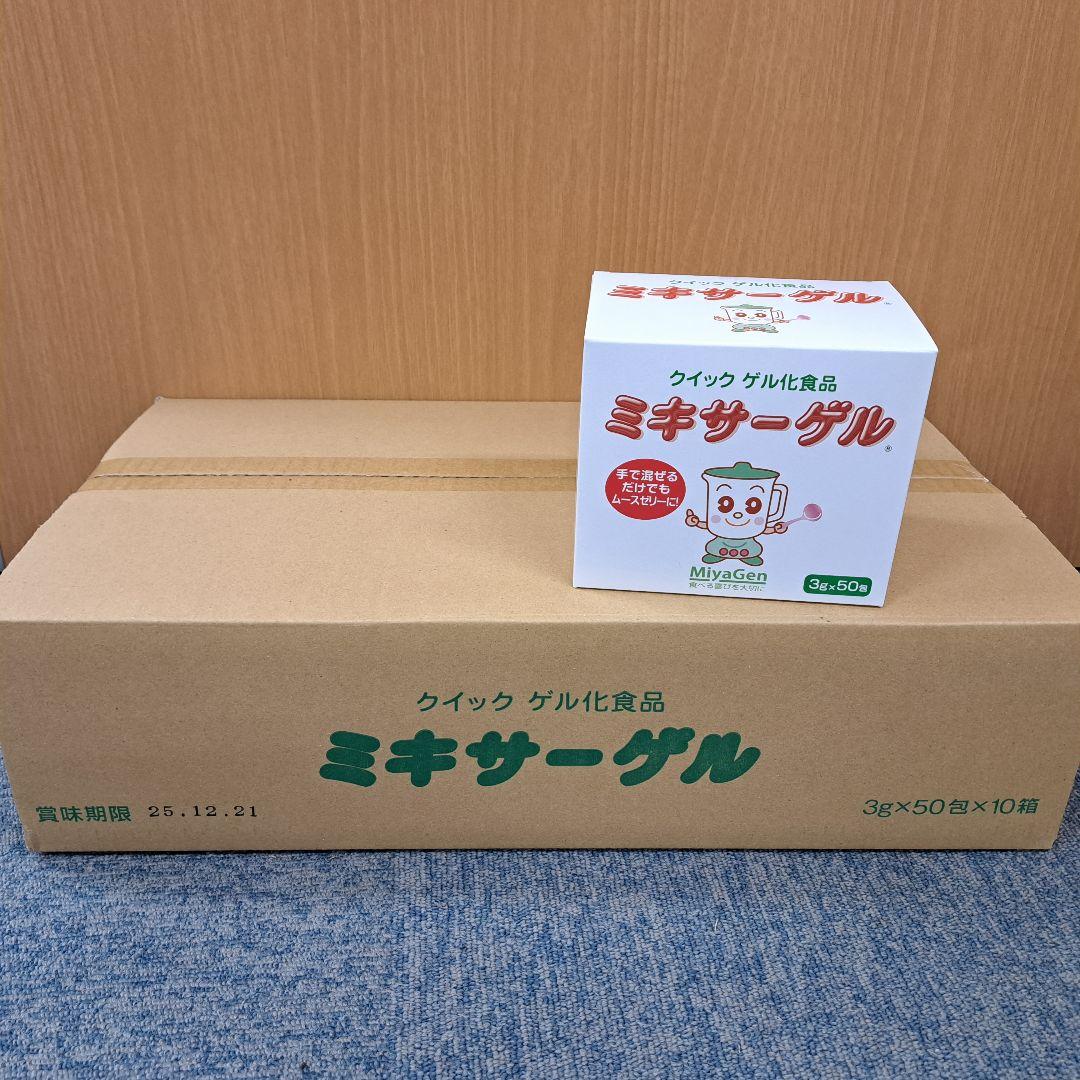 クイック ゲル化食品
ミキサーゲル
®
クイック ゲル化食品
ミキサーゲル
®
手で混ぜる
だけでも
ムースゼリーに!
MiyaGen
食べる喜びを大切に
3g×50包
クイック ゲル化食品
ミキサーゲル
賞味期限 25.12.21
3g×50包×10箱